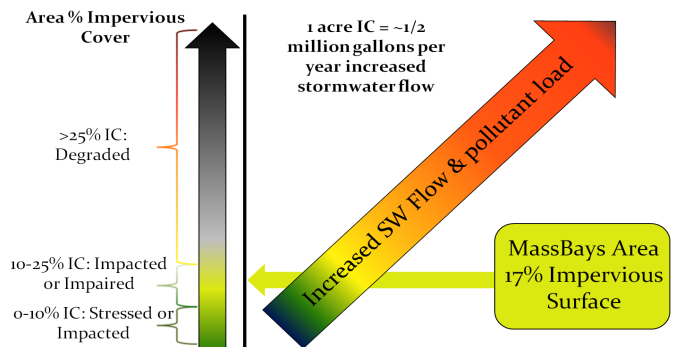 Area % Impervious
Cover
1 acre IC = ~1/2
million gallons per
year increased
stormwater flow
>25% IC:
Degraded
Increased SW Flow & pollutant load
10-25% IC: Impacted
or Impaired
0-10% IC: Stressed or
Impacted
MassBays Area
17% Impervious
Surface